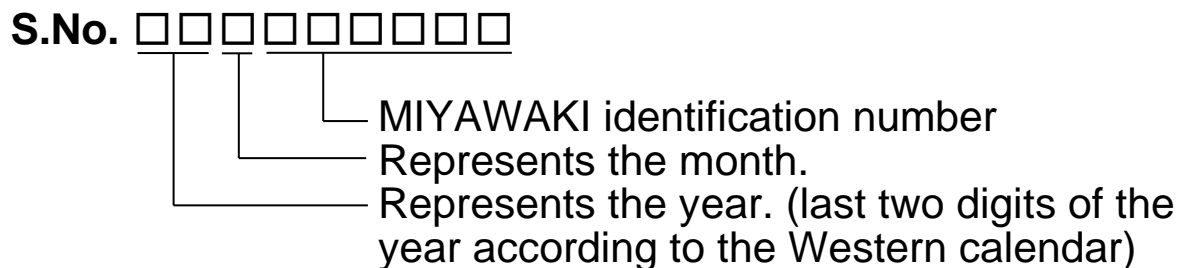 S.No. □□□□□□□□□
MIYAWAKI identification number
Represents the month.
Represents the year. (last two digits of the
year according to the Western calendar)